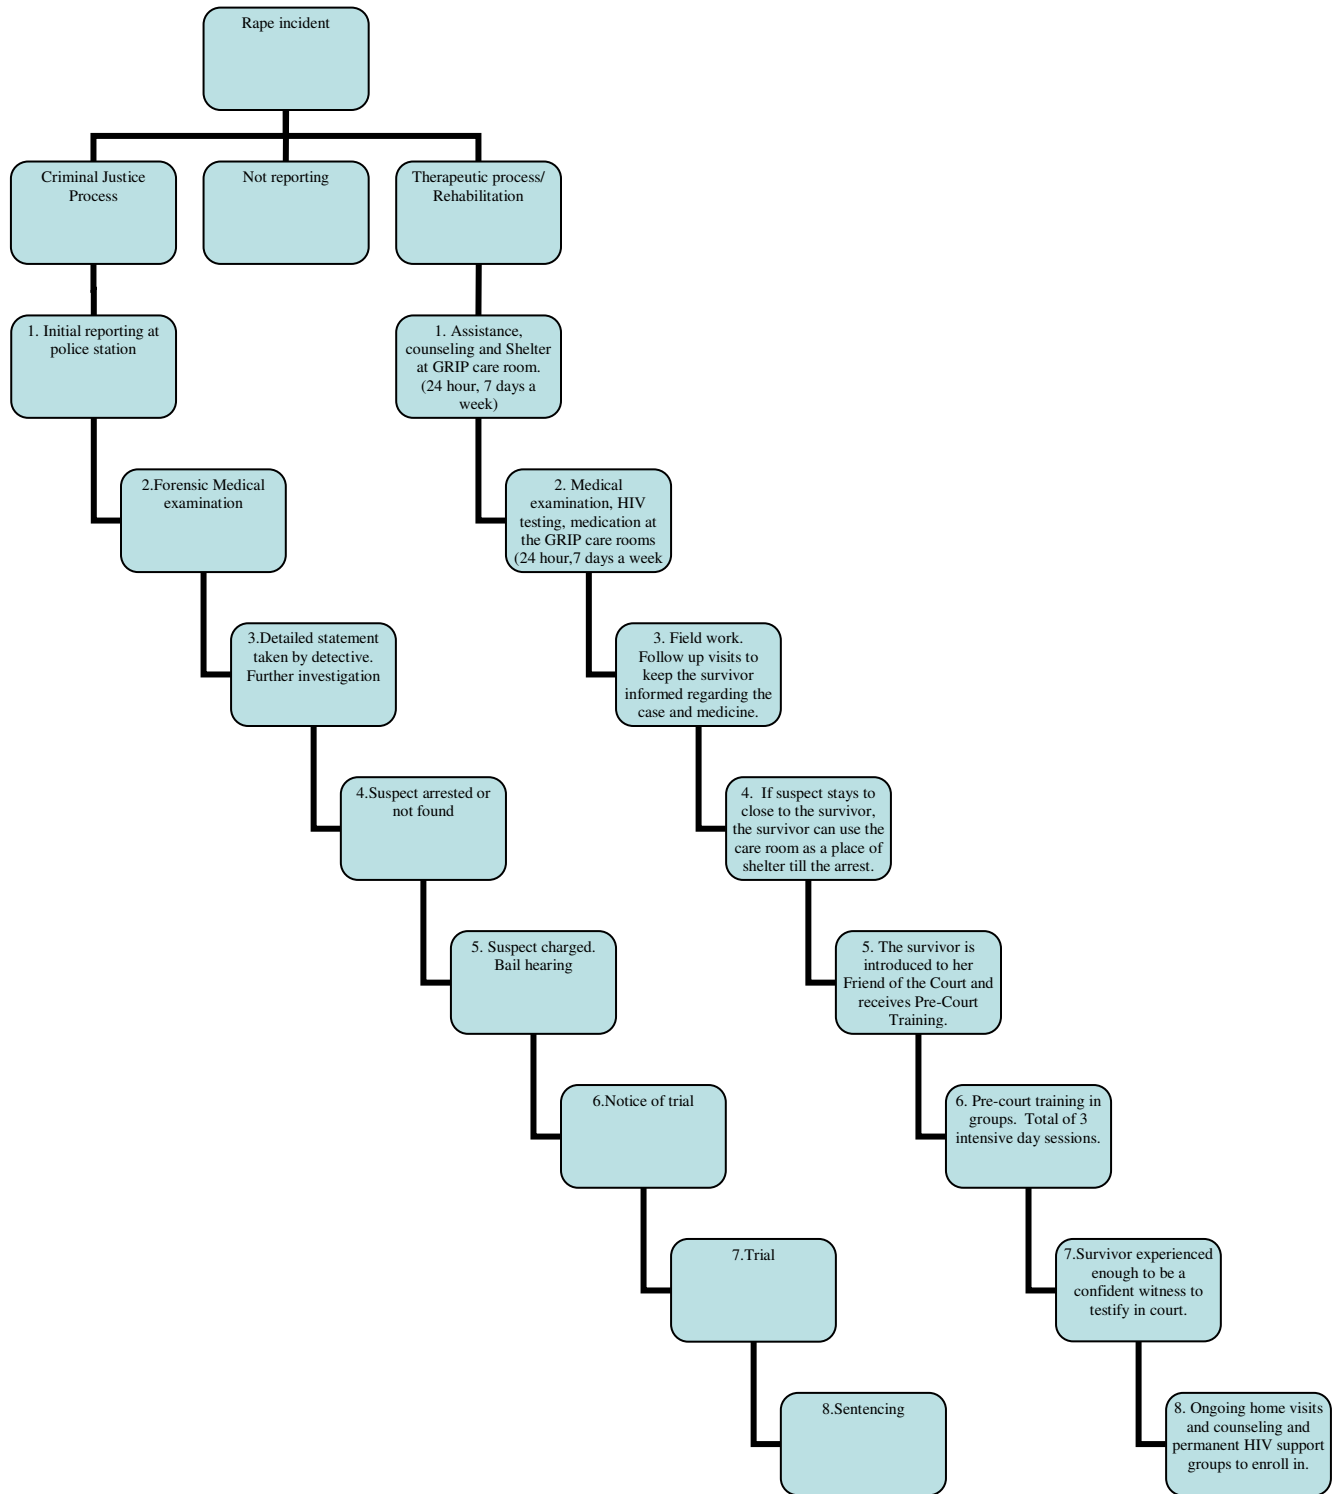 Rape incident
Criminal Justice
Process
Not reporting
Therapeutic process/
Rehabilitation
1. Initial reporting at
police station
1. Assistance,
counseling and Shelter
at GRIP care room.
(24 hour, 7 days a
week)
2.Forensic Medical
examination
2. Medical
examination, HIV
testing, medication at
the GRIP care rooms
(24 hour,7 days a week
3.Detailed statement
taken by detective.
Further investigation
3. Field work.
Follow up visits to
keep the survivor
informed regarding the
case and medicine.
4.Suspect arrested or
not found
4. If suspect stays to
close to the survivor,
the survivor can use the
care room as a place of
shelter till the arrest.
5. Suspect charged.
Bail hearing
5. The survivor is
introduced to her
Friend of the Court and
receives Pre-Court
Training.
6.Notice of trial
6. Pre-court training in
groups. Total of 3
intensive day sessions.
7.Trial
7.Survivor experienced
enough to be a
confident witness to
testify in court.
8.Sentencing
8. Ongoing home visits
and counseling and
permanent HIV support
groups to enroll in.